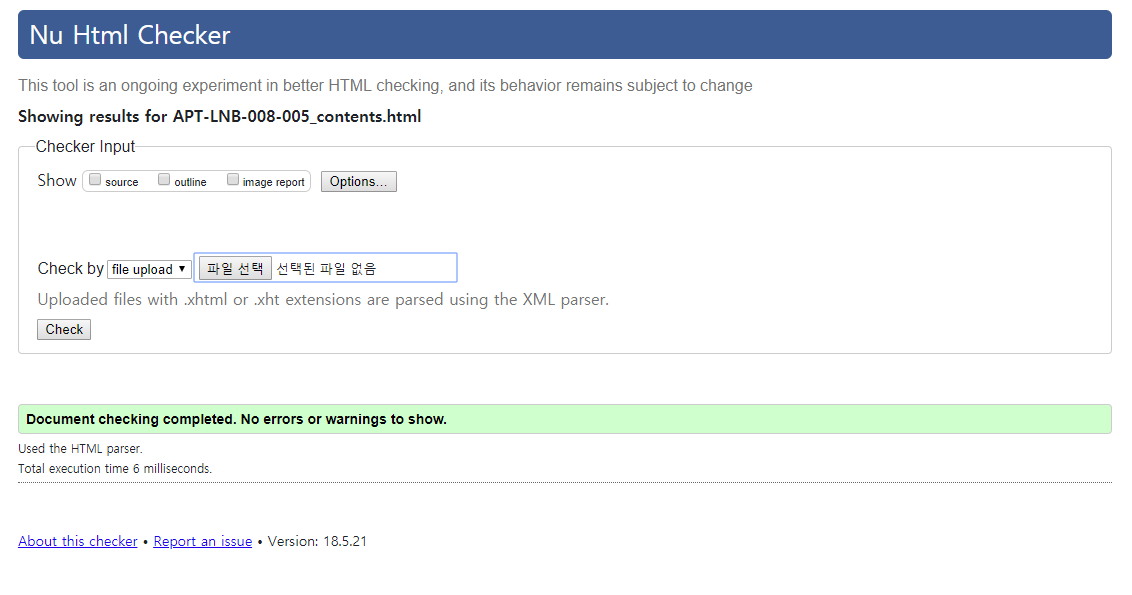 Nu Html Checker
This tool is an ongoing experiment in better HTML checking, and its behavior remains subject to change
Showing results for APT-LNB-008-005_contents.html
Checker Input
Show source outline image report Options...
Check by file upload ▼ 파일 선택 선택된 파일 없음
Uploaded files with .xhtml or .xht extensions are parsed using the XML parser.
Check
Document checking completed. No errors or warnings to show.
Used the HTML parser.
Total execution time 6 milliseconds.
About this checker • Report an issue • Version: 18.5.21